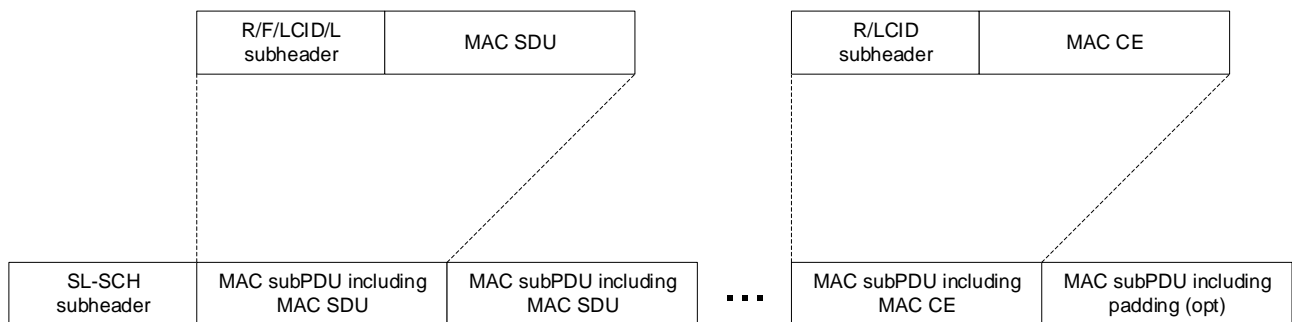 R/F/LCID/L
subheader
MAC SDU
R/LCID
subheader
MAC CE
SL-SCH
subheader
MAC subPDU including
MAC SDU
MAC subPDU including
MAC SDU
...
MAC subPDU including
MAC CE
MAC subPDU including
padding (opt)